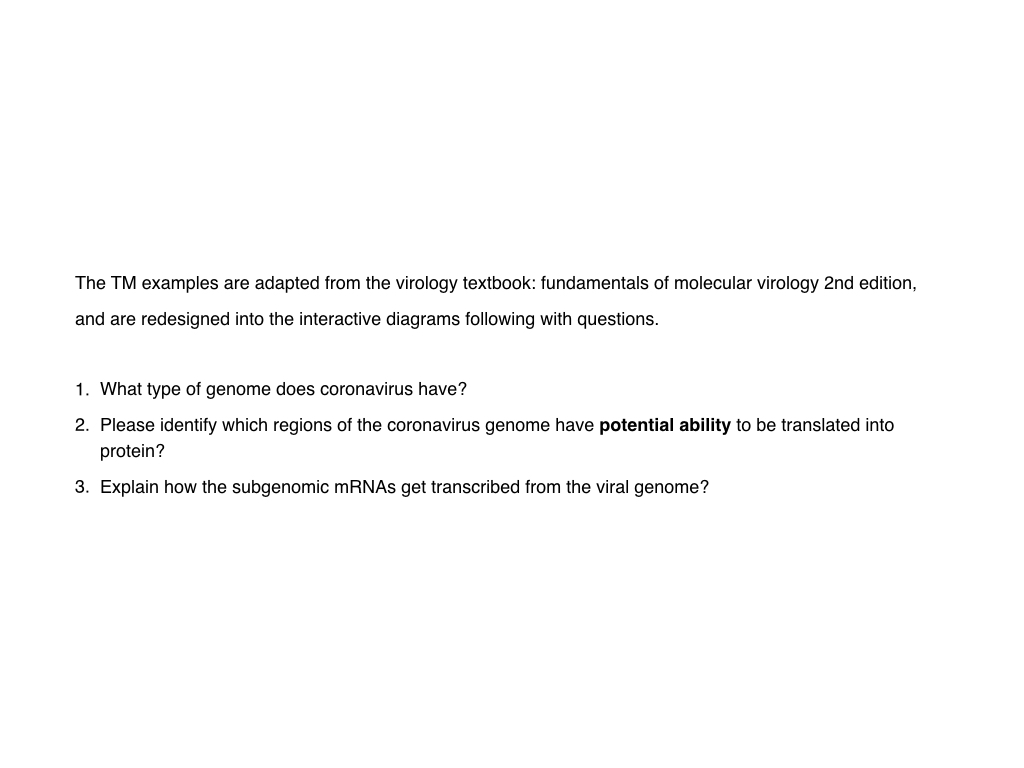 The TM examples are adapted from the virology textbook: fundamentals of molecular virology 2nd edition,
and are redesigned into the interactive diagrams following with questions.
1. What type of genome does coronavirus have?
2. Please identify which regions of the coronavirus genome have potential ability to be translated into
protein?
3. Explain how the subgenomic mRNAs get transcribed from the viral genome?